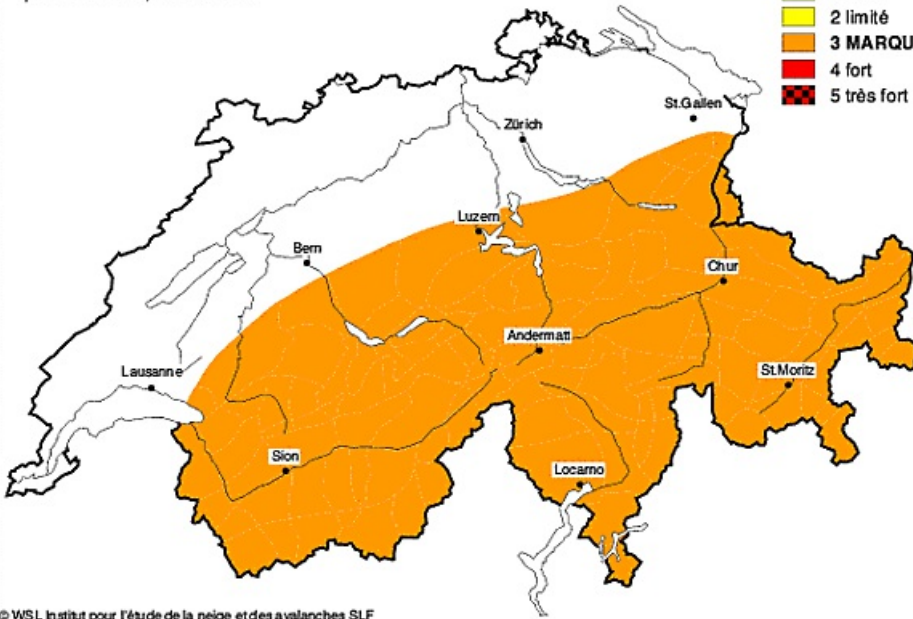 2 limité
3 MARQU
4 fort
5 très fort
St.Gallen
Zürich
Luzern
Bern
Chur
Andermatt
Lausanne
St.Moritz
Sion
Locarno
© WSL Institut pour l'étude de la neige et des avalanches SLF